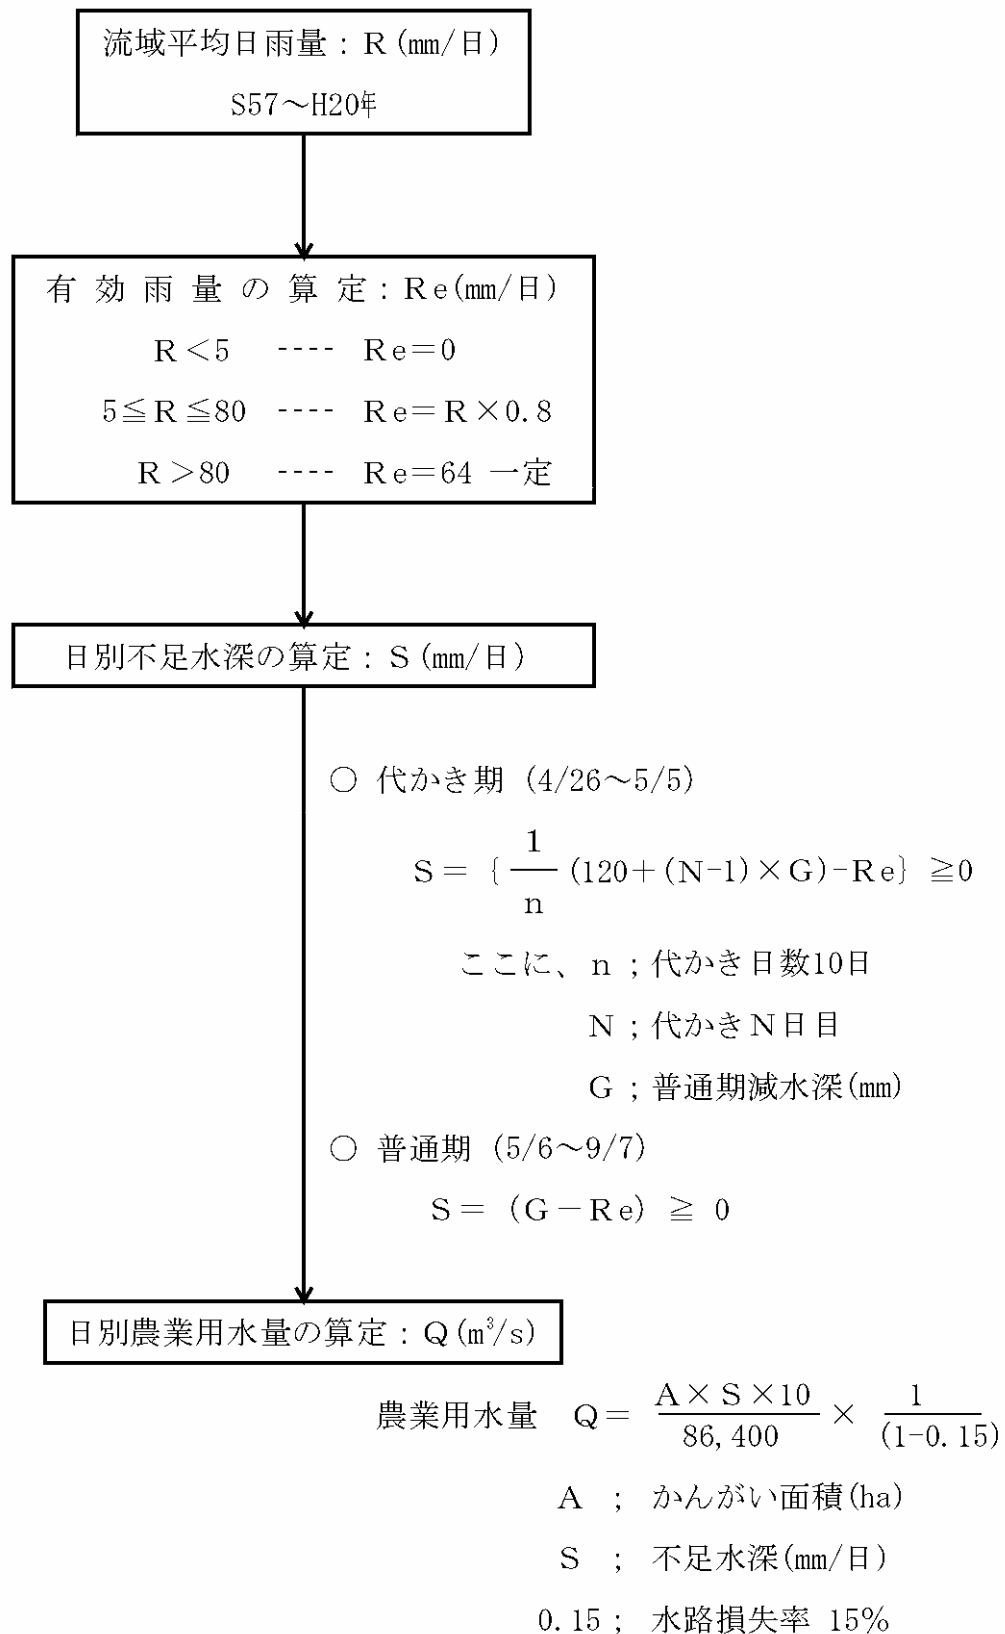 流域平均日雨量：R(mm/日)
S57～H20年
有効雨量の算定：Re(mm/日)
R<5 ---- Re=0
5≦R≦80 ---- Re=R×0.8
R>80 ---- Re=64 一定
日別不足水深の算定：S(mm/日)
○ 代かき期 (4/26～5/5)
S= {1/n (120+(N-1)×G)-Re} ≧0
ここに、n；代かき日数10日
N；代かきN日目
G；普通期減水深(mm)
○ 普通期 (5/6～9/7)
S= (G-Re) ≧ 0
日別農業用水量の算定：Q(m³/s)
農業用水量 Q= A×S×10/86,400 × 1/(1-0.15)
A ； かんがい面積(ha)
S ； 不足水深(mm/日)
0.15； 水路損失率 15%